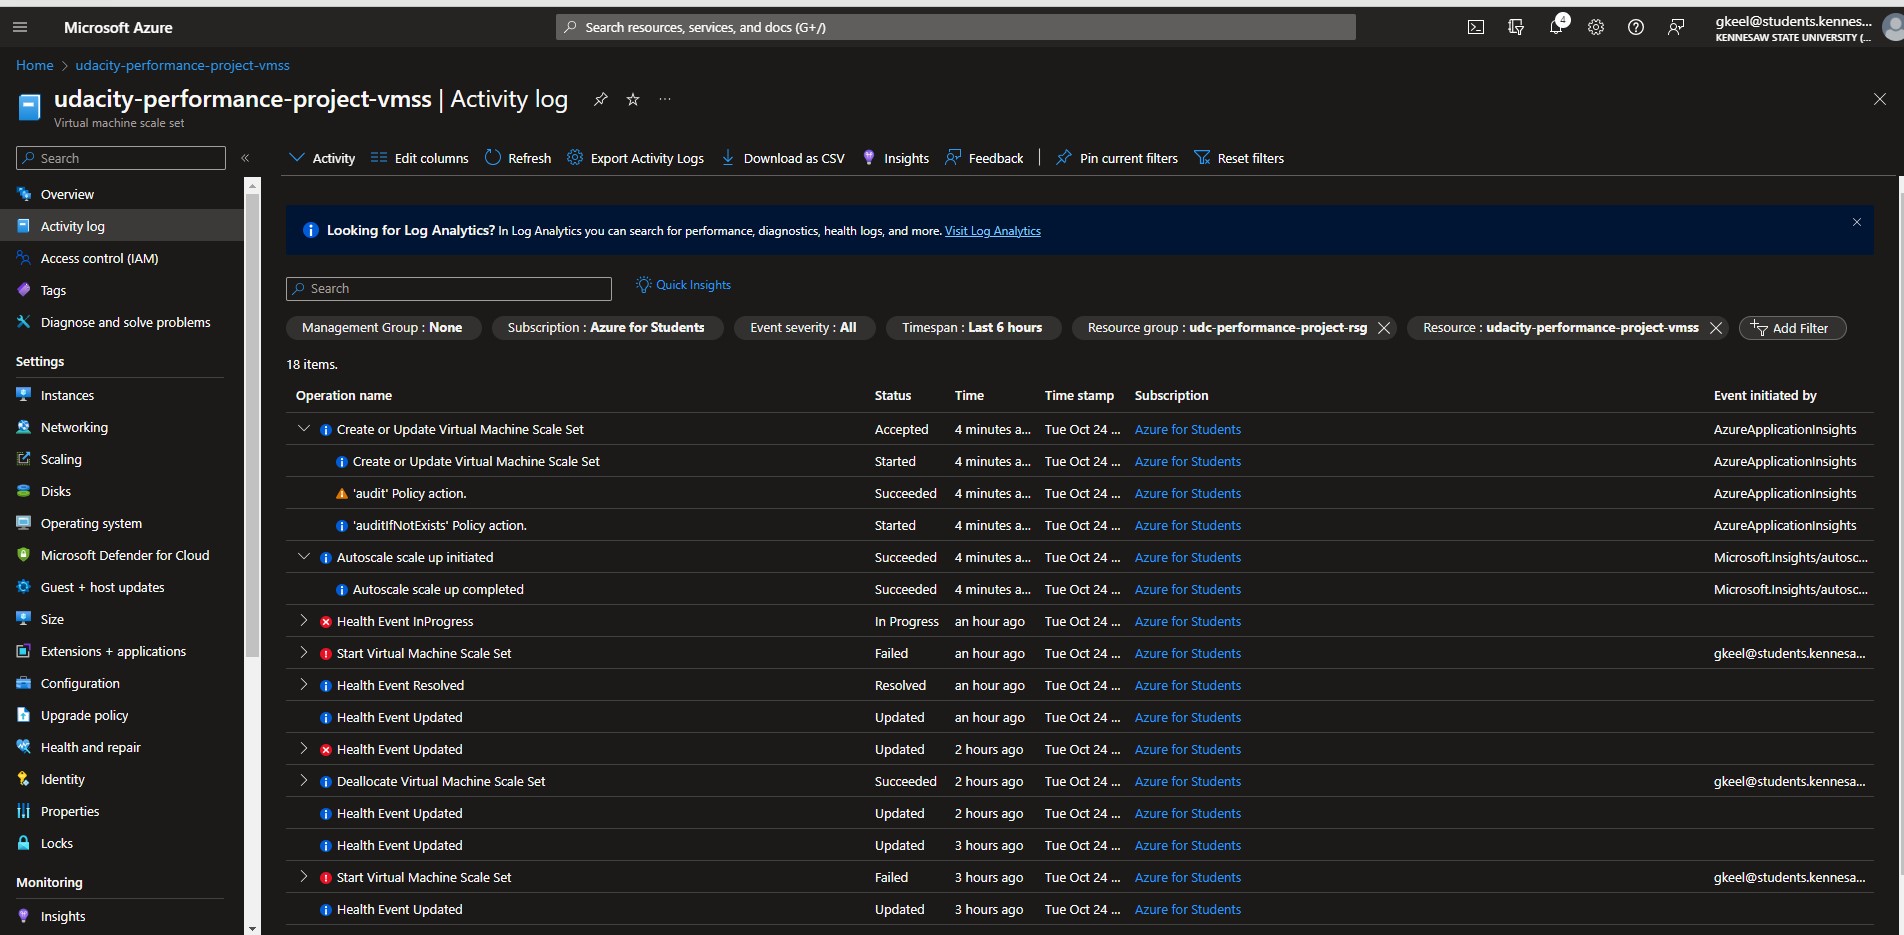 Microsoft Azure
Search resources, services, and docs (G+/)
4
gkeel@students.kennes...
KENNESAW STATE UNIVERSITY (...
Home > udacity-performance-project-vmss
udacity-performance-project-vmss | Activity log
Virtual machine scale set
Search
Activity Edit columns Refresh Export Activity Logs Download as CSV Insights Feedback Pin current filters Reset filters
Overview
Activity log
Access control (IAM)
Tags
Diagnose and solve problems
Settings
Instances
Networking
Scaling
Disks
Operating system
Microsoft Defender for Cloud
Guest + host updates
Size
Extensions + applications
Configuration
Upgrade policy
Health and repair
Identity
Properties
Locks
Monitoring
Insights
Looking for Log Analytics? In Log Analytics you can search for performance, diagnostics, health logs, and more. Visit Log Analytics
Search
Quick Insights
Management Group : None Subscription : Azure for Students Event severity : All Timespan : Last 6 hours Resource group : udc-performance-project-rsg Resource : udacity-performance-project-vmss Add Filter
18 items.
Operation name Status Time Time stamp Subscription Event initiated by
Create or Update Virtual Machine Scale Set Accepted 4 minutes a... Tue Oct 24 ... Azure for Students AzureApplicationInsights
Create or Update Virtual Machine Scale Set Started 4 minutes a... Tue Oct 24 ... Azure for Students AzureApplicationInsights
'audit' Policy action. Succeeded 4 minutes a... Tue Oct 24 ... Azure for Students AzureApplicationInsights
'auditIfNotExists' Policy action. Started 4 minutes a... Tue Oct 24 ... Azure for Students AzureApplicationInsights
Autoscale scale up initiated Succeeded 4 minutes a... Tue Oct 24 ... Azure for Students Microsoft.Insights/autosc...
Autoscale scale up completed Succeeded 4 minutes a... Tue Oct 24 ... Azure for Students Microsoft.Insights/autosc...
Health Event InProgress In Progress an hour ago Tue Oct 24 ... Azure for Students
Start Virtual Machine Scale Set Failed an hour ago Tue Oct 24 ... Azure for Students gkeel@students.kennesa...
Health Event Resolved Resolved an hour ago Tue Oct 24 ... Azure for Students
Health Event Updated Updated an hour ago Tue Oct 24 ... Azure for Students
Health Event Updated Updated 2 hours ago Tue Oct 24 ... Azure for Students
Deallocate Virtual Machine Scale Set Succeeded 2 hours ago Tue Oct 24 ... Azure for Students gkeel@students.kennesa...
Health Event Updated Updated 2 hours ago Tue Oct 24 ... Azure for Students
Health Event Updated Updated 3 hours ago Tue Oct 24 ... Azure for Students
Start Virtual Machine Scale Set Failed 3 hours ago Tue Oct 24 ... Azure for Students gkeel@students.kennesa...
Health Event Updated Updated 3 hours ago Tue Oct 24 ... Azure for Students